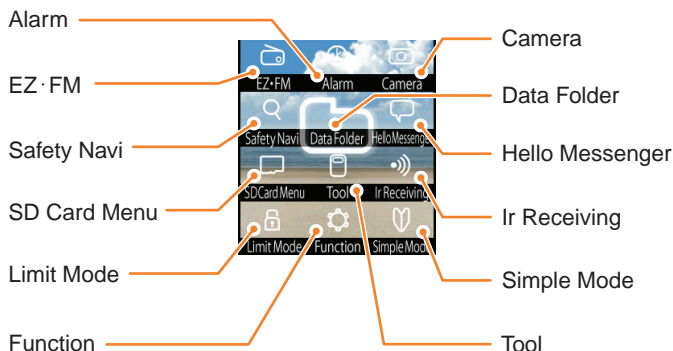 Alarm
Camera
EZ·FM
Data Folder
Safety Navi
Hello Messenger
SD Card Menu
Ir Receiving
Limit Mode
Simple Mode
Function
Tool
EZ•FM Alarm Camera
Safety Navi Data Folder HelloMessenger
SDCard Menu Tool Ir Receiving
Limit Mode Function Simple Mode